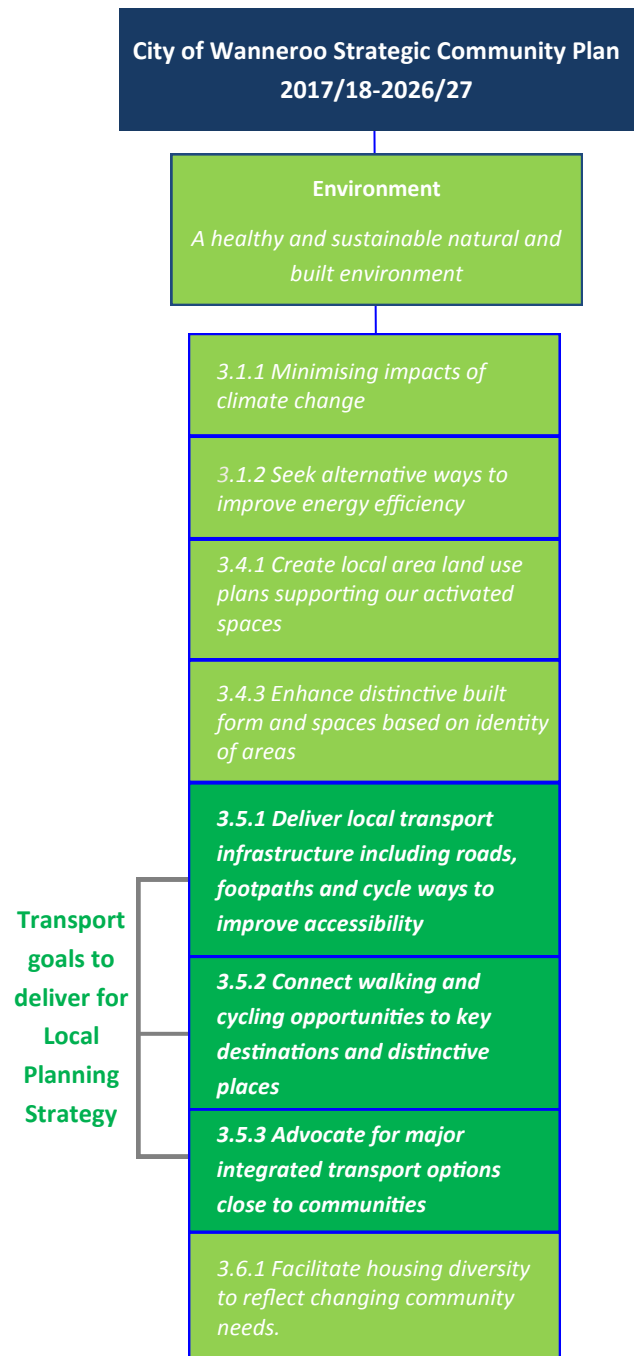 City of Wanneroo Strategic Community Plan
2017/18-2026/27
Environment
A healthy and sustainable natural and
built environment
3.1.1 Minimising impacts of
climate change
3.1.2 Seek alternative ways to
improve energy efficiency
3.4.1 Create local area land use
plans supporting our activated
spaces
3.4.3 Enhance distinctive built
form and spaces based on identity
of areas
Transport
goals to
deliver for
Local
Planning
Strategy
3.5.1 Deliver local transport
infrastructure including roads,
footpaths and cycle ways to
improve accessibility
3.5.2 Connect walking and
cycling opportunities to key
destinations and distinctive
places
3.5.3 Advocate for major
integrated transport options
close to communities
3.6.1 Facilitate housing diversity
to reflect changing community
needs.